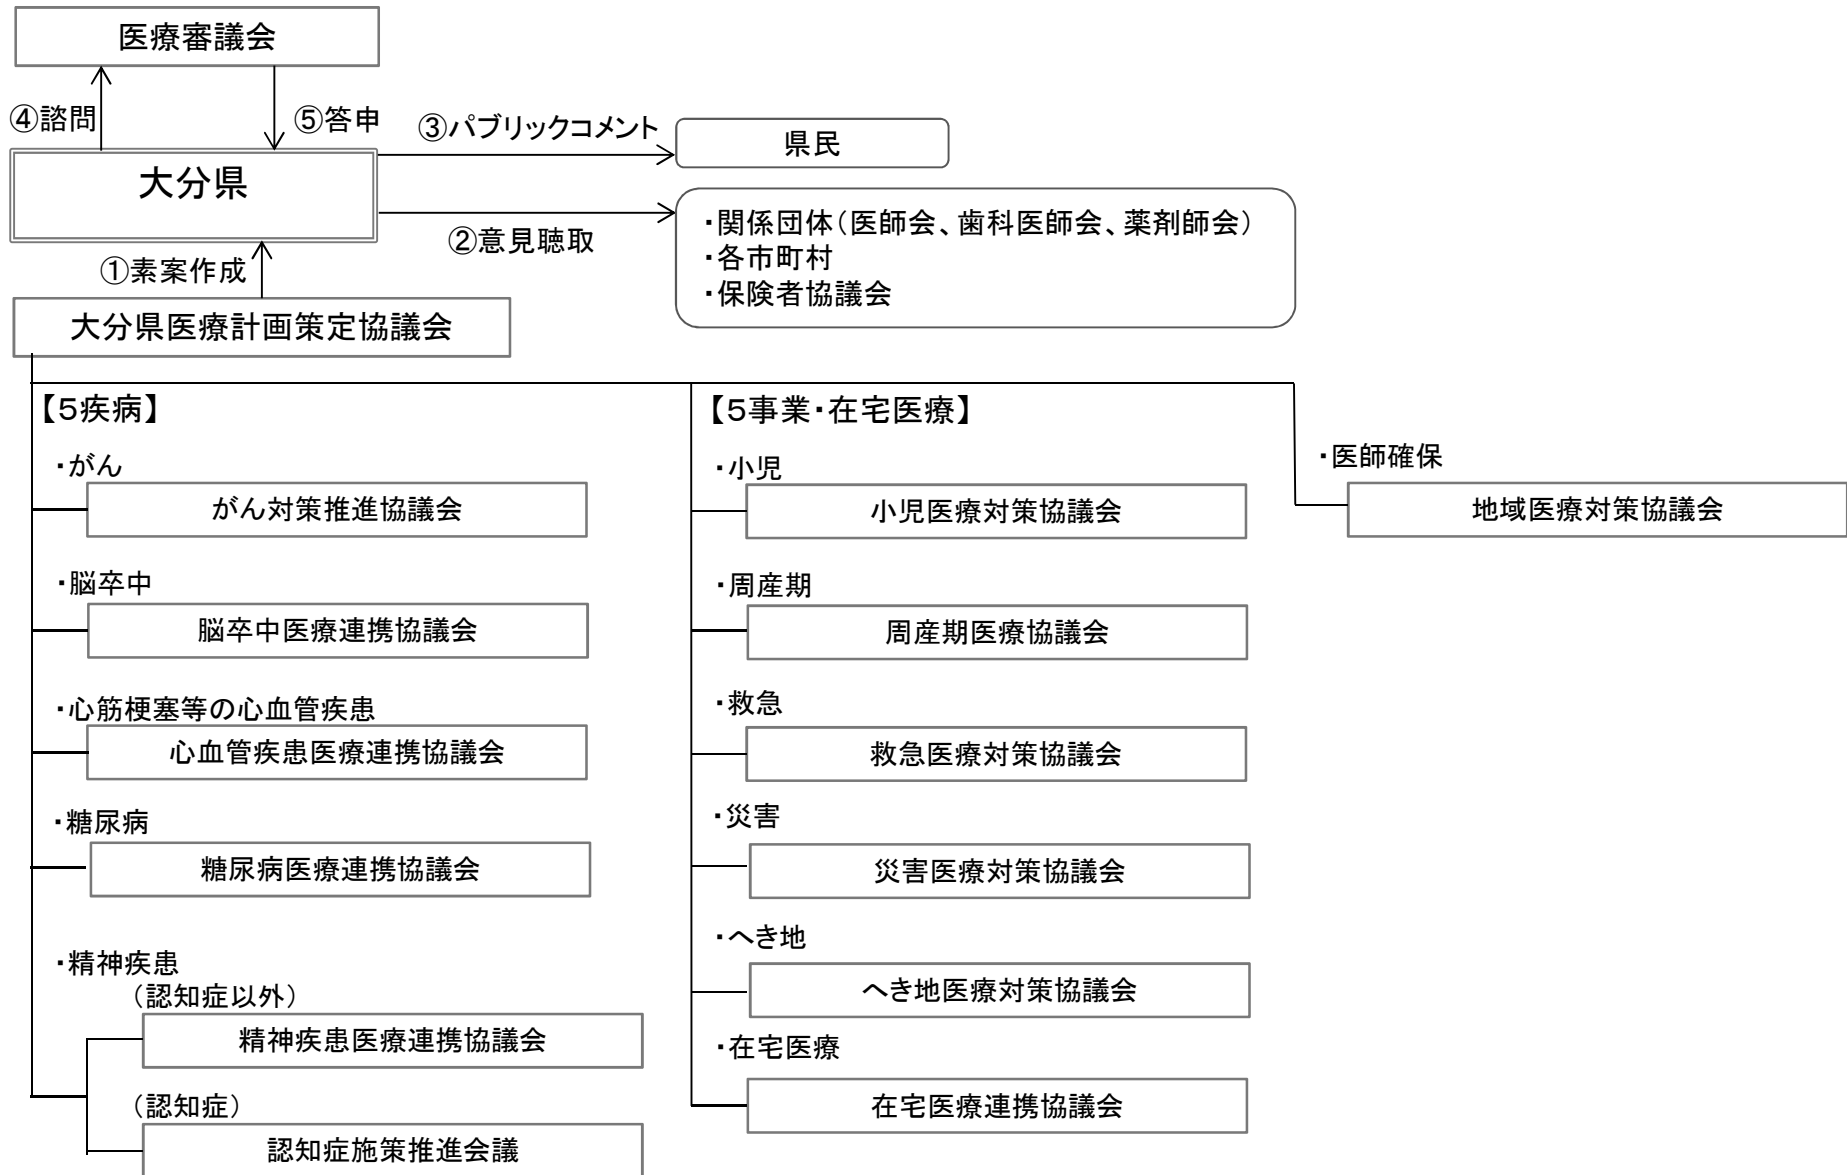 医療審議会
④諮問
⑤答申
③パブリックコメント
県民
大分県
②意見聴取
・関係団体（医師会、歯科医師会、薬剤師会）
・各市町村
・保険者協議会
①素案作成
大分県医療計画策定協議会
【５疾病】
・がん
がん対策推進協議会
・脳卒中
脳卒中医療連携協議会
・心筋梗塞等の心血管疾患
心血管疾患医療連携協議会
・糖尿病
糖尿病医療連携協議会
・精神疾患
（認知症以外）
精神疾患医療連携協議会
（認知症）
認知症施策推進会議
【５事業・在宅医療】
・小児
小児医療対策協議会
・周産期
周産期医療協議会
・救急
救急医療対策協議会
・災害
災害医療対策協議会
・へき地
へき地医療対策協議会
・在宅医療
在宅医療連携協議会
・医師確保
地域医療対策協議会